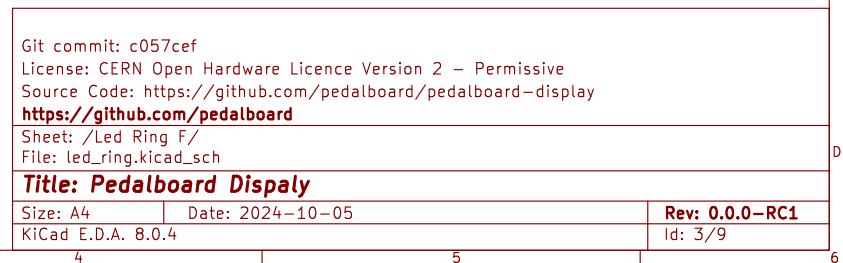 Git commit: c057cef
License: CERN Open Hardware Licence Version 2 – Permissive
Source Code: https://github.com/pedalboard/pedalboard–display
https://github.com/pedalboard
Sheet: /Led Ring F/
File: led_ring.kicad_sch
D
Title: Pedalboard Dispaly
Size: A4 Date: 2024–10–05 Rev: 0.0.0–RC1
KiCad E.D.A. 8.0.4 Id: 3/9
4 5 6